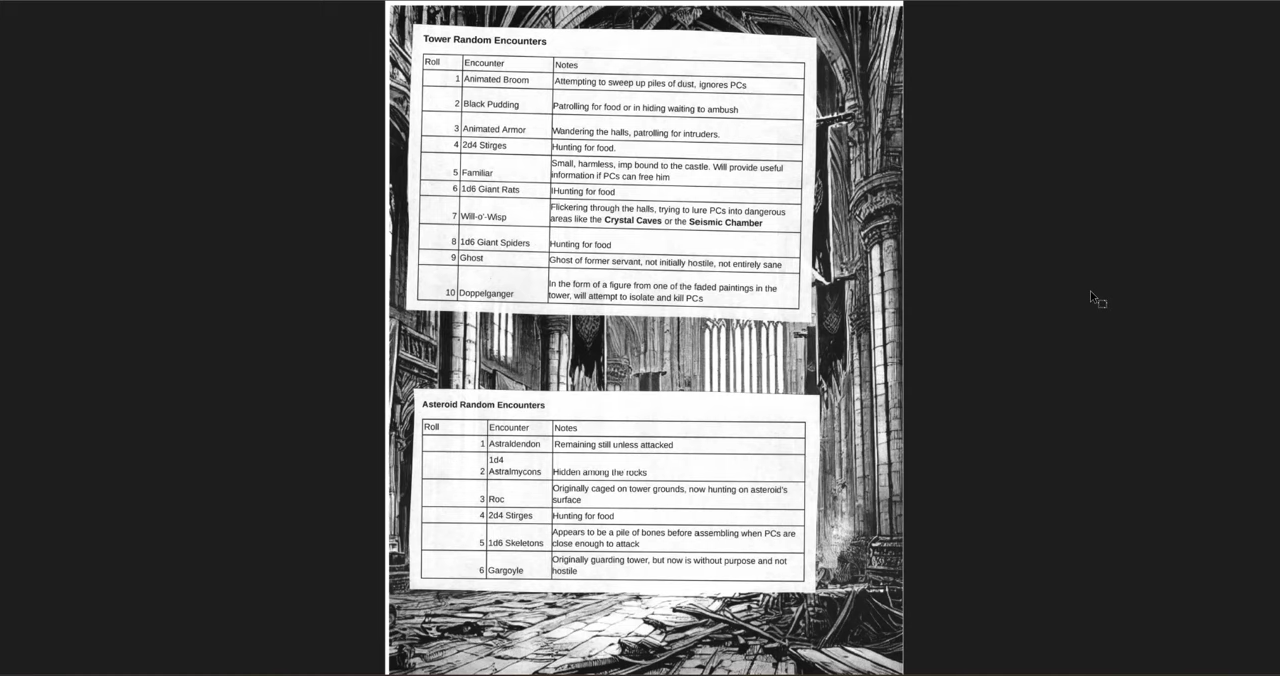 Tower Random Encounters
Roll Encounter Notes
1 Animated Broom Attempting to sweep up piles of dust, ignores PCs
2 Black Pudding Patrolling for food or in hiding waiting to ambush
3 Animated Armor Wandering the halls, patrolling for intruders.
4 2d4 Stirges Hunting for food.
Small, harmless, imp bound to the castle. Will provide useful
5 Familiar information if PCs can free him
6 1d6 Giant Rats IHunting for food
Flickering through the halls, trying to lure PCs into dangerous
7 Will-o'-Wisp areas like the Crystal Caves or the Seismic Chamber
8 1d6 Giant Spiders Hunting for food
9 Ghost Ghost of former servant, not initially hostile, not entirely sane
In the form of a figure from one of the faded paintings in the
10 Doppelganger tower, will attempt to isolate and kill PCs
Asteroid Random Encounters
Roll Encounter Notes
1 Astraldendon Remaining still unless attacked
1d4
2 Astralmycons Hidden among the rocks
Originally caged on tower grounds, now hunting on asteroid's
3 Roc surface
4 2d4 Stirges Hunting for food
Appears to be a pile of bones before assembling when PCs are
5 1d6 Skeletons close enough to attack
Originally guarding tower, but now is without purpose and not
6 Gargoyle hostile